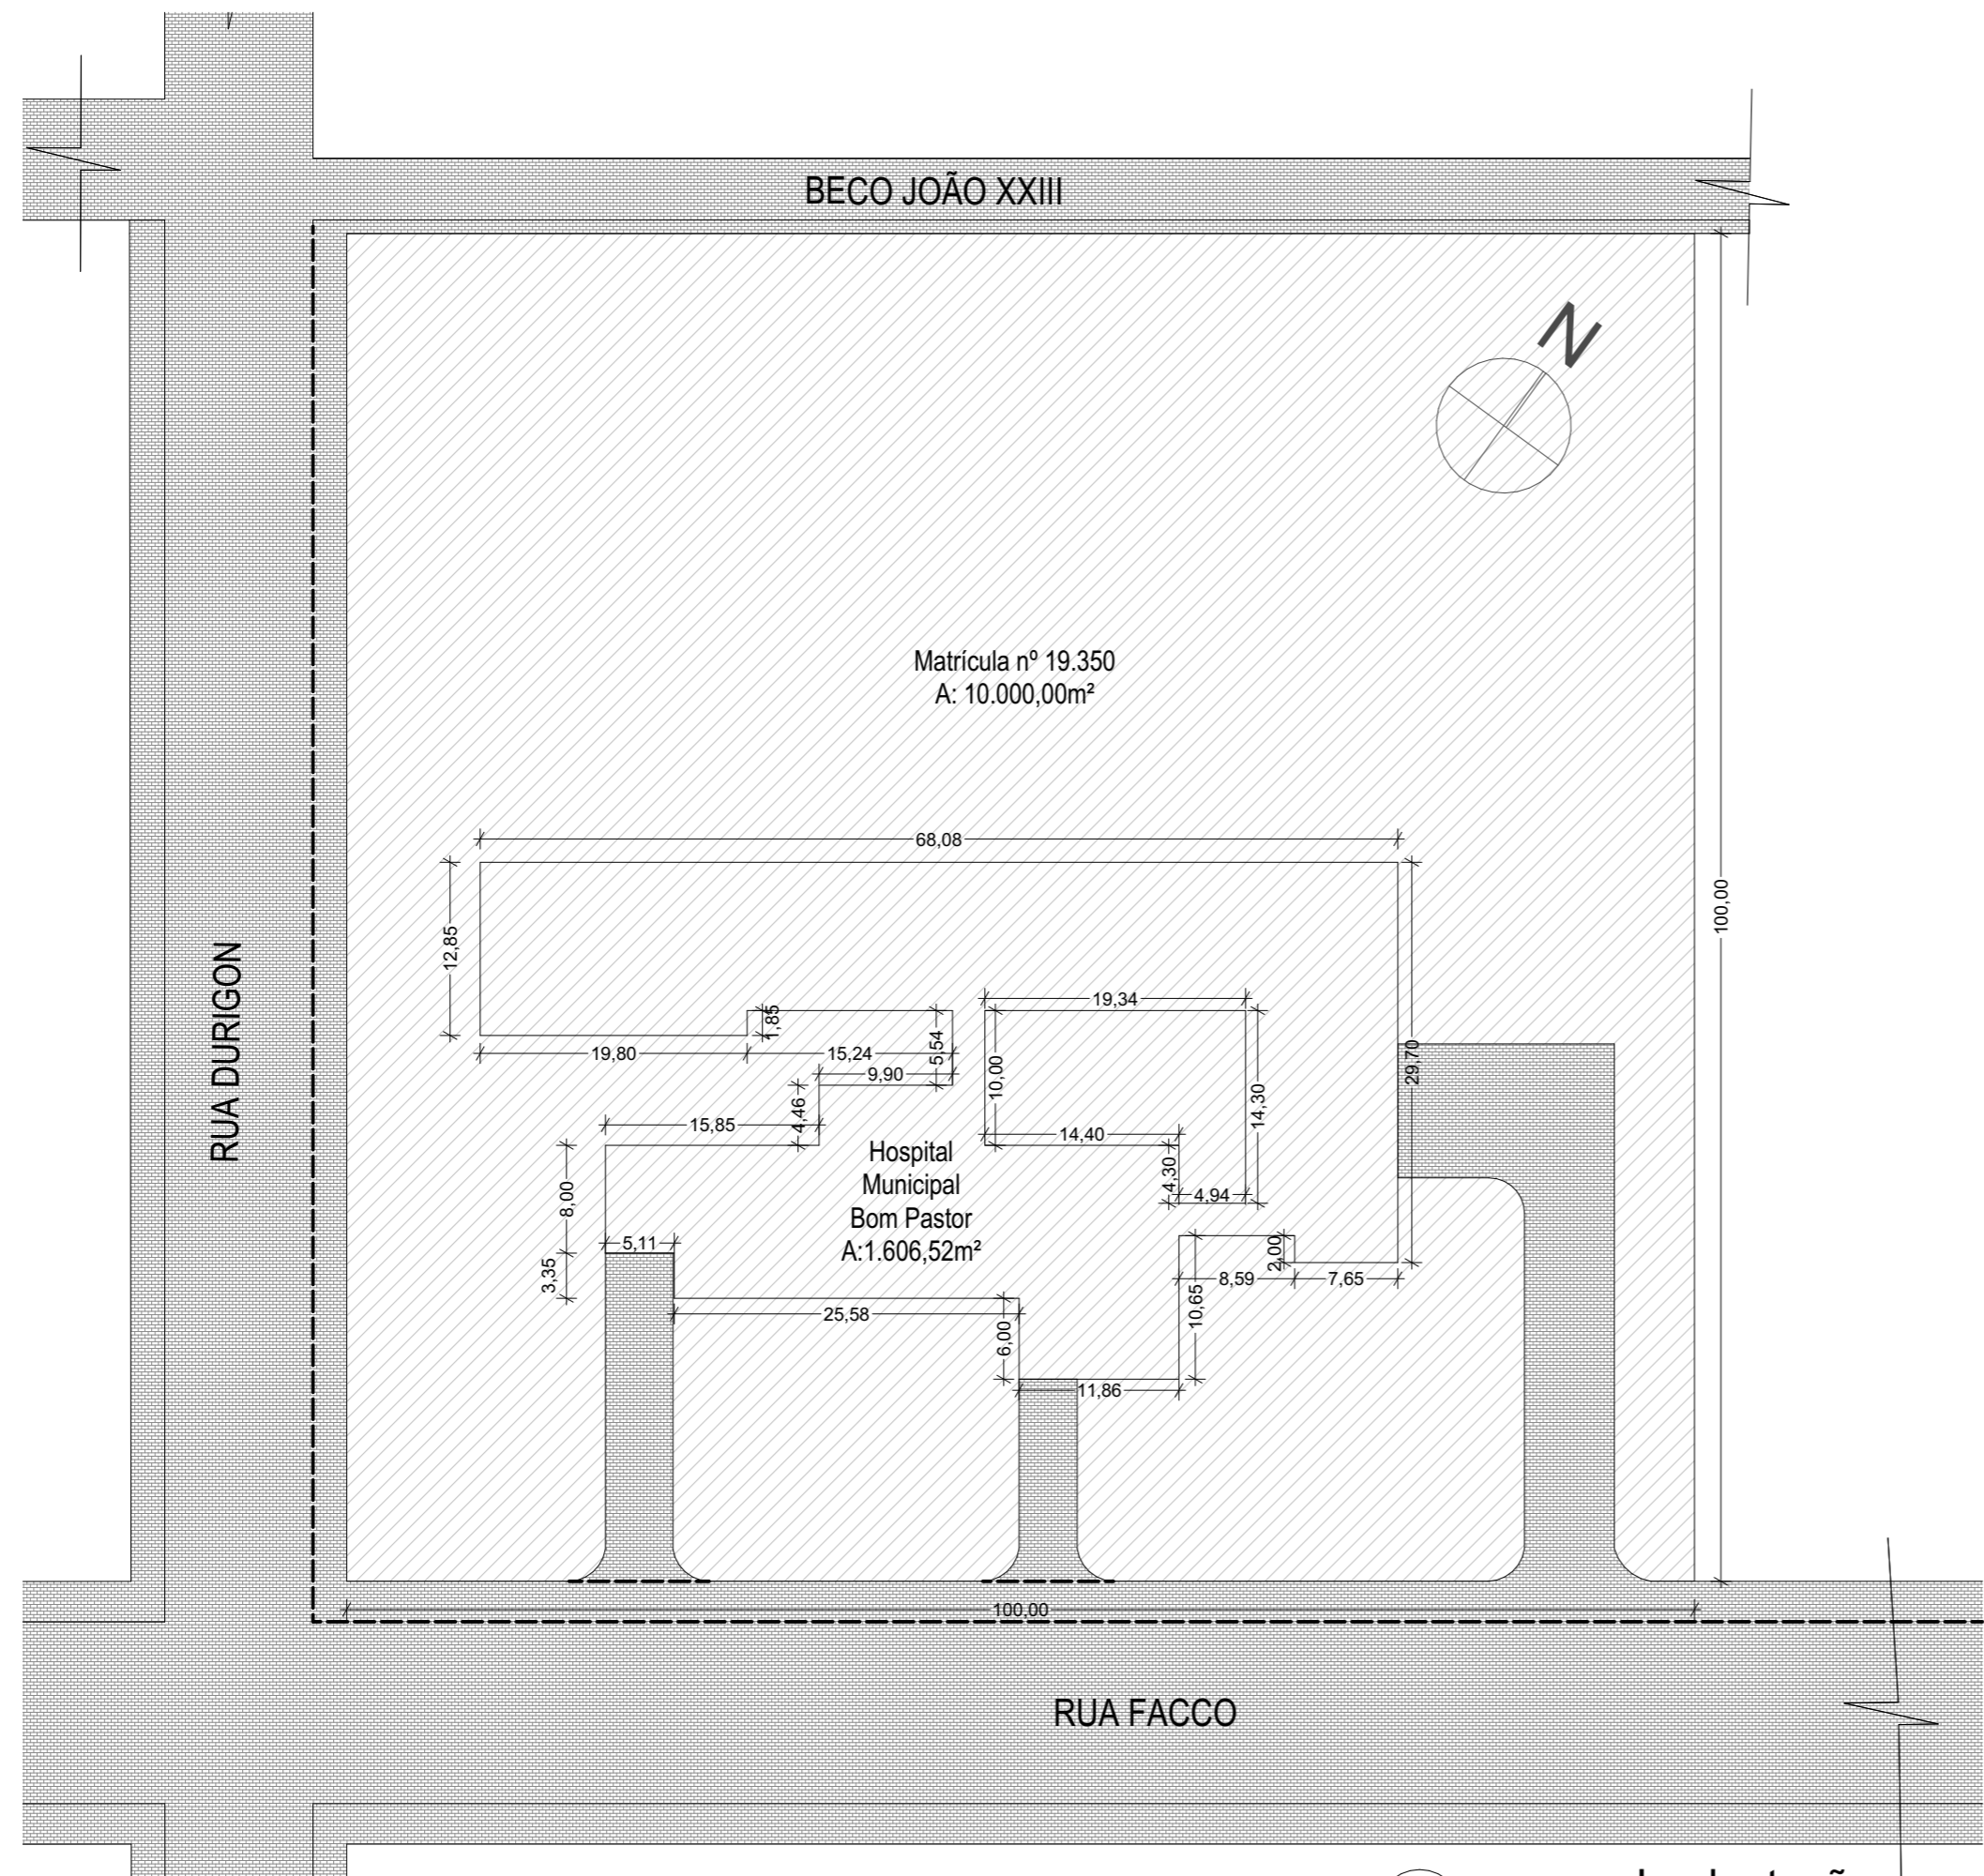 BECO JOÃO XXIII
N
Matrícula nº 19.350
A: 10.000,00m²
68,08
100,00
12,85
RUA DURIGON
19,34
1,85
19,80
15,24
5,54
9,90
10,00
29,70
14,30
4,46
15,85
14,40
Hospital
Municipal
Bom Pastor
A:1.606,52m²
8,00
4,30
4,94
5,11
2,00
3,35
8,59
7,65
10,65
25,58
6,00
11,86
100,00
RUA FACCO